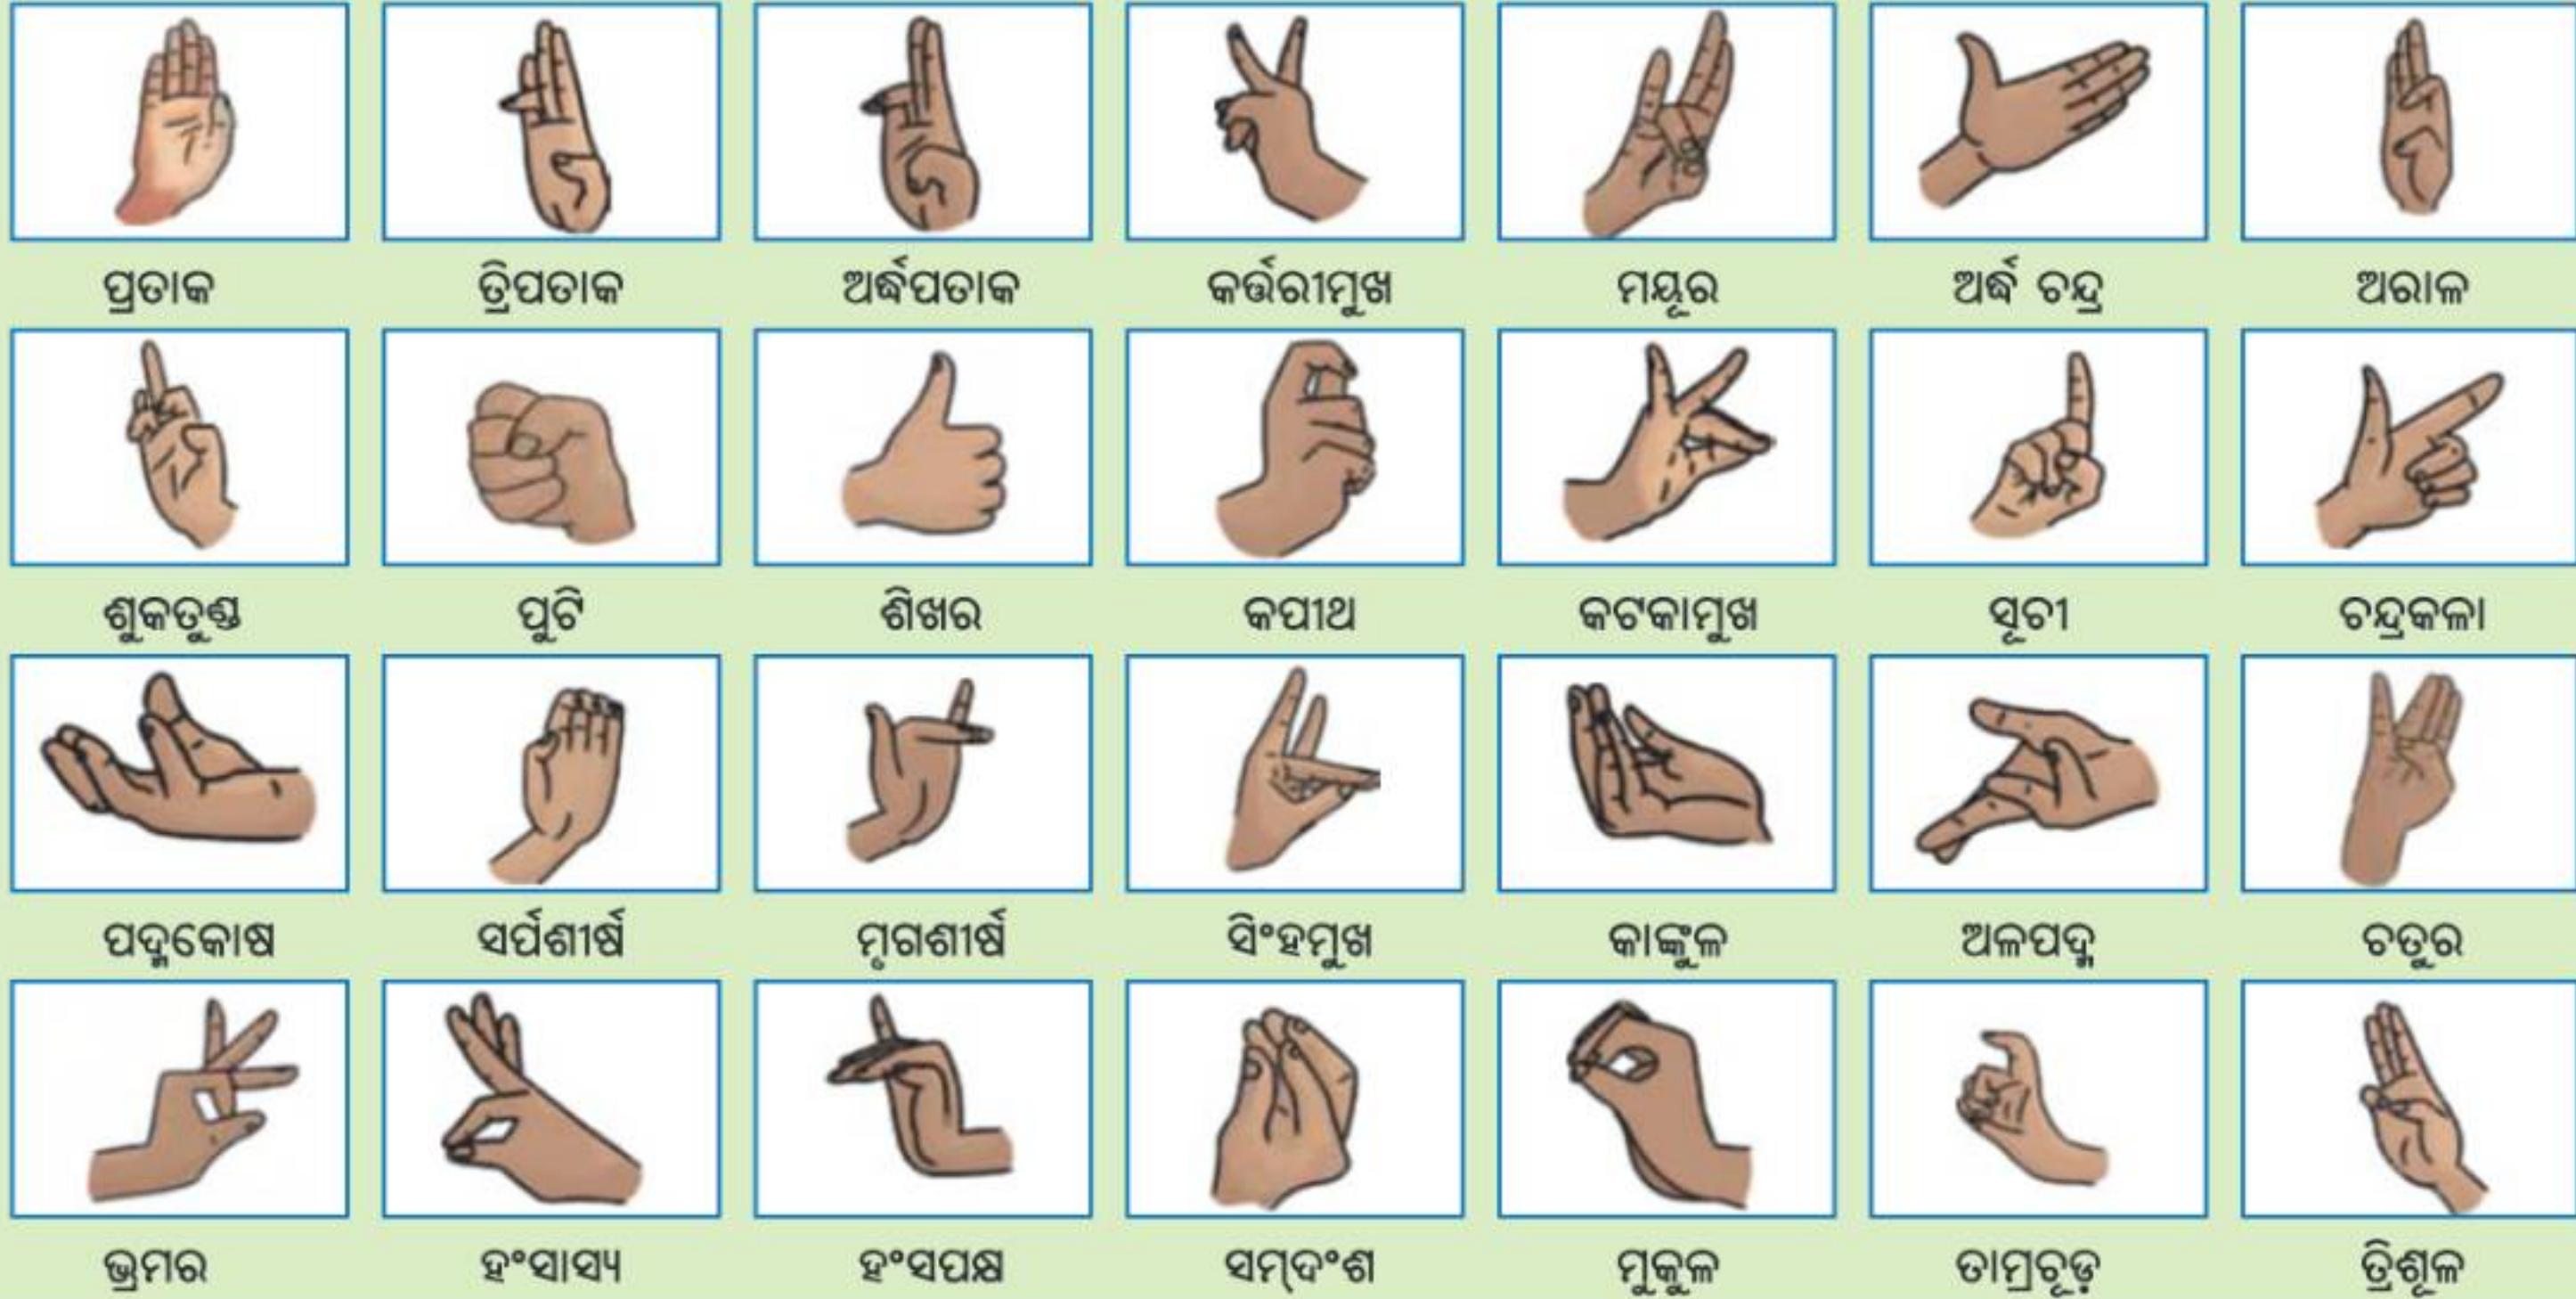 ପ୍ରତାକ ତ୍ରିପତାକ ଅର୍ଦ୍ଧପତାକ କର୍ତ୍ତରୀମୁଖ ମୟୂର ଅର୍ଦ୍ଧ ଚନ୍ଦ୍ର ଅରାଳ
ଶୁକତୁଣ୍ଡ ପୁଟି ଶିଖର କପୀଥ କଟକାମୁଖ ସୂଚୀ ଚନ୍ଦ୍ରକଳା
ପଦ୍ମକୋଷ ସର୍ପଶୀର୍ଷ ମୃଗଶୀର୍ଷ ସିଂହମୁଖ କାଙ୍କୁଳ ଅଳପଦ୍ମ ଚତୁର
ଭ୍ରମର ହଂସାସ୍ୟ ହଂସପକ୍ଷ ସମ୍‌ଦଂଶ ମୁକୁଳ ତାମ୍ରଚୂଡ଼ ତ୍ରିଶୂଳ